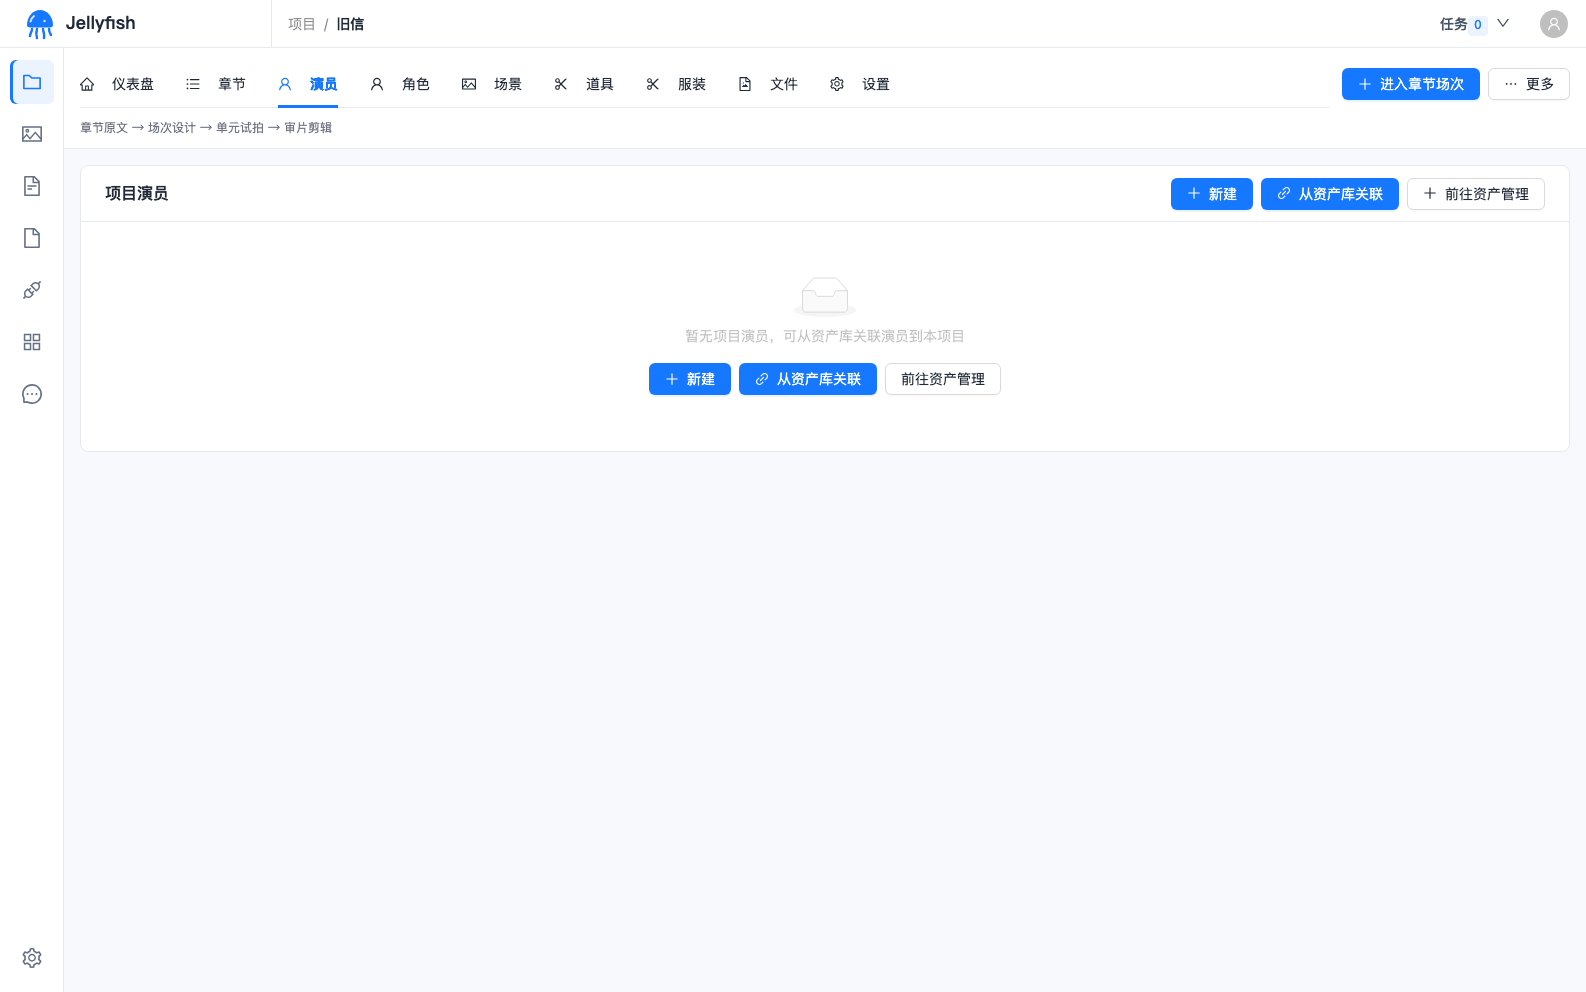 Jellyfish
项目 / 旧信
任务 0
仪表盘 章节 演员 角色 场景 道具 服装 文件 设置
进入章节场次
更多
章节原文 → 场次设计 → 单元试拍 → 审片剪辑
项目演员
新建
从资产库关联
前往资产管理
暂无项目演员，可从资产库关联演员到本项目
新建
从资产库关联
前往资产管理